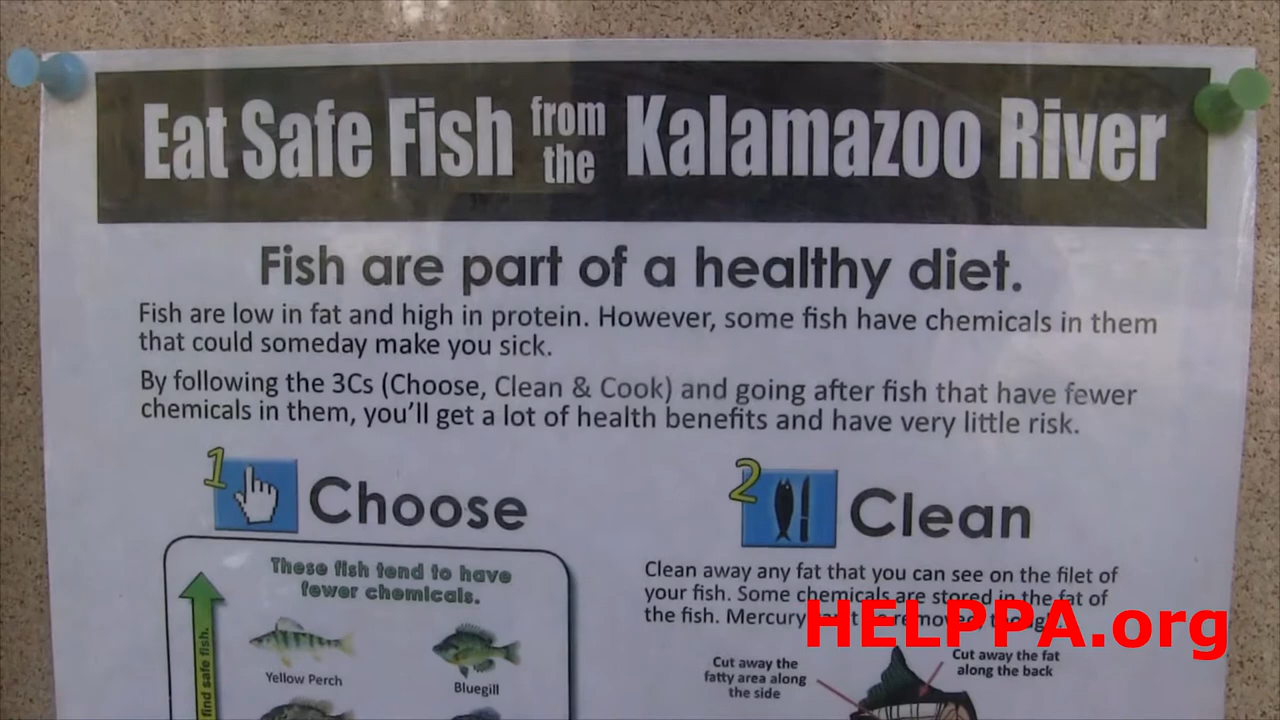 Eat Safe Fish from the Kalamazoo River
Fish are part of a healthy diet.
Fish are low in fat and high in protein. However, some fish have chemicals in them
that could someday make you sick.
By following the 3Cs (Choose, Clean & Cook) and going after fish that have fewer
chemicals in them, you'll get a lot of health benefits and have very little risk.
1 Choose
These fish tend to have
fewer chemicals.
find safe fish.
Yellow Perch
Bluegill
2 Clean
Clean away any fat that you can see on the filet of
your fish. Some chemicals are stored in the fat of
the fish. Mercury
HELPPA.org
Cut away the
fatty area along
the side
Cut away the fat
along the back